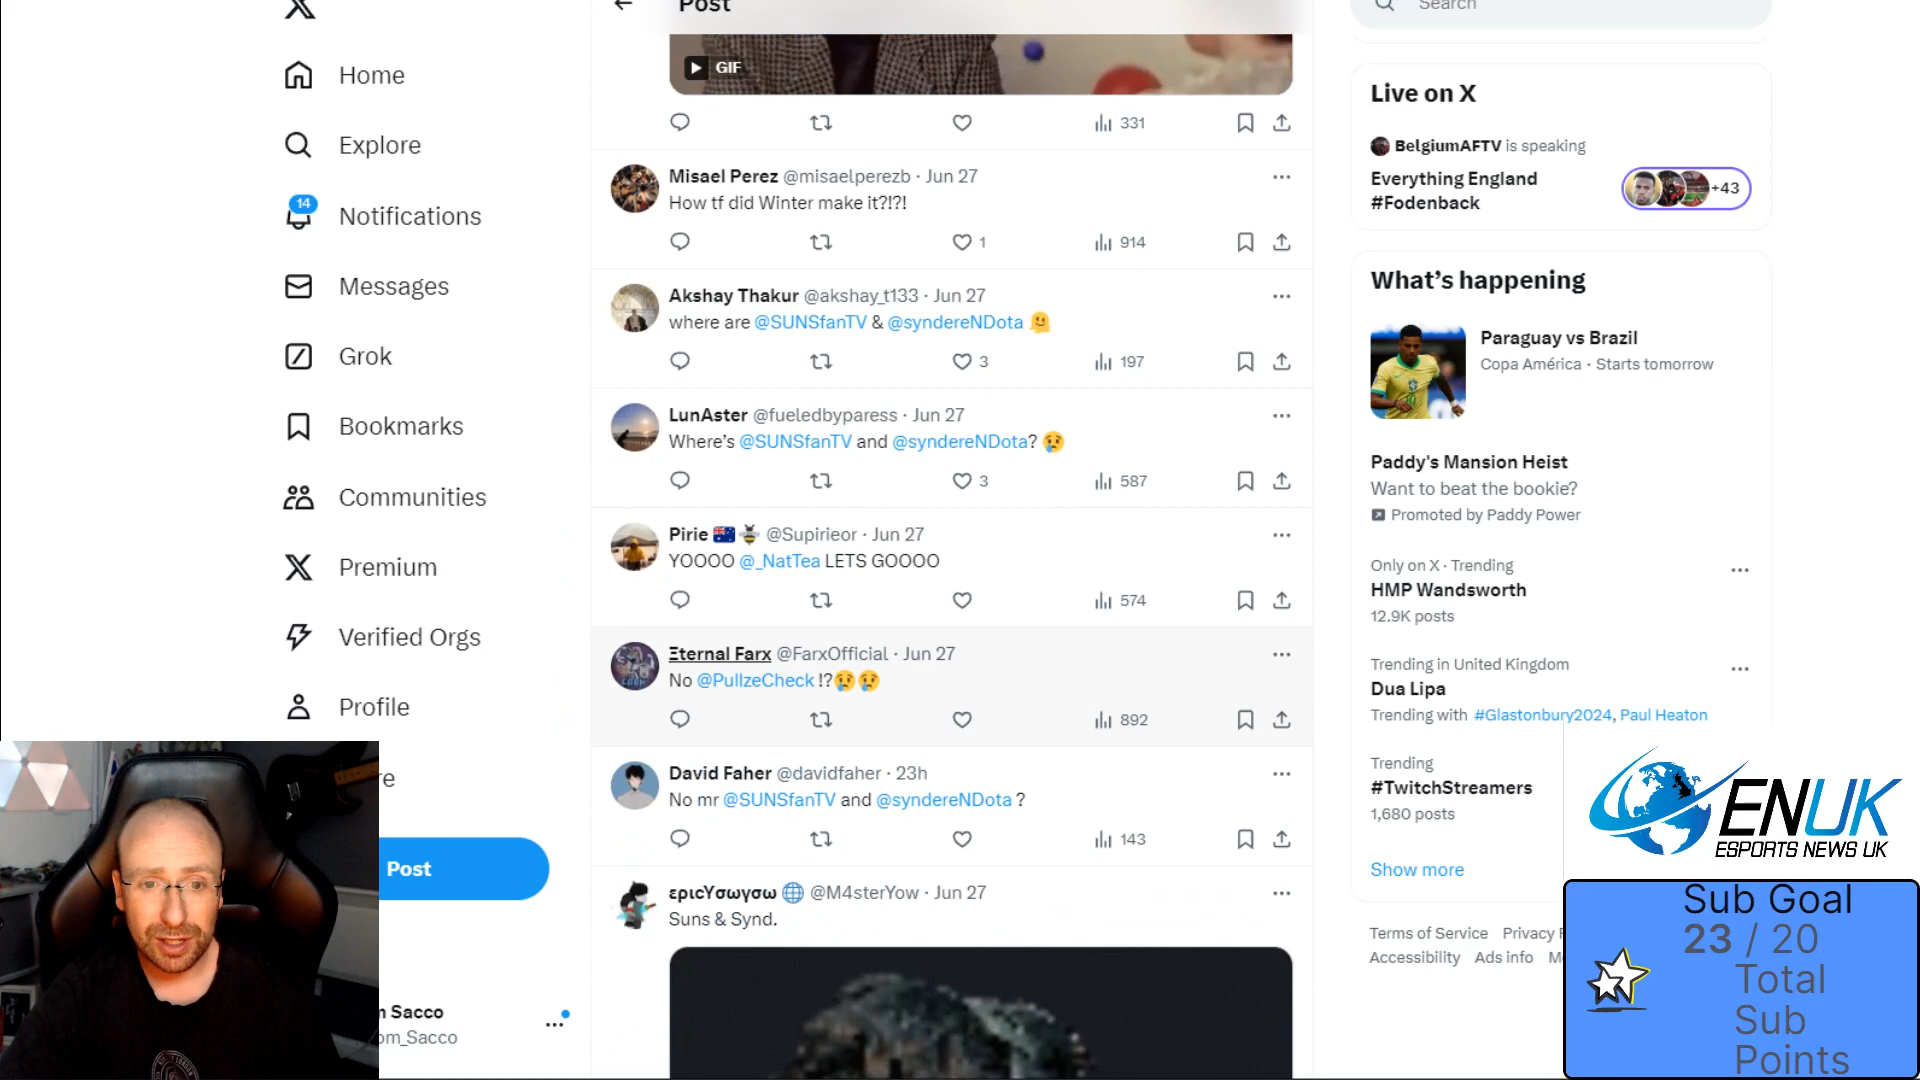 Post
Search
Home
Explore
14
Notifications
Messages
Grok
Bookmarks
Communities
Premium
Verified Orgs
Profile
re
Post
n Sacco
om_Sacco
GIF
331
Misael Perez @misaelperezb · Jun 27
How tf did Winter make it?!?!
1
914
Akshay Thakur @akshay_t133 · Jun 27
where are @SUNSfanTV & @syndereNDota 🫠
3
197
LunAster @fueledbyparess · Jun 27
Where's @SUNSfanTV and @syndereNDota? 😢
3
587
Pirie 🇦🇺 🐝 @Supirieor · Jun 27
YOOOO @_NatTea LETS GOOOO
574
Ξternal Farx @FarxOfficial · Jun 27
No @PullzeCheck !?😢😢
892
David Faher @davidfaher · 23h
No mr @SUNSfanTV and @syndereNDota ?
143
εριcΥσωγσω 🌐 @M4sterYow · Jun 27
Suns & Synd.
Live on X
BelgiumAFTV is speaking
Everything England
#Fodenback
+43
What's happening
Paraguay vs Brazil
Copa América · Starts tomorrow
Paddy's Mansion Heist
Want to beat the bookie?
Promoted by Paddy Power
Only on X · Trending
HMP Wandsworth
12.9K posts
Trending in United Kingdom
Dua Lipa
Trending with #Glastonbury2024, Paul Heaton
Trending
#TwitchStreamers
1,680 posts
Show more
Terms of Service Privacy
Accessibility Ads info M
ENUK
ESPORTS NEWS UK
Sub Goal
23 / 20
Total
Sub
Points